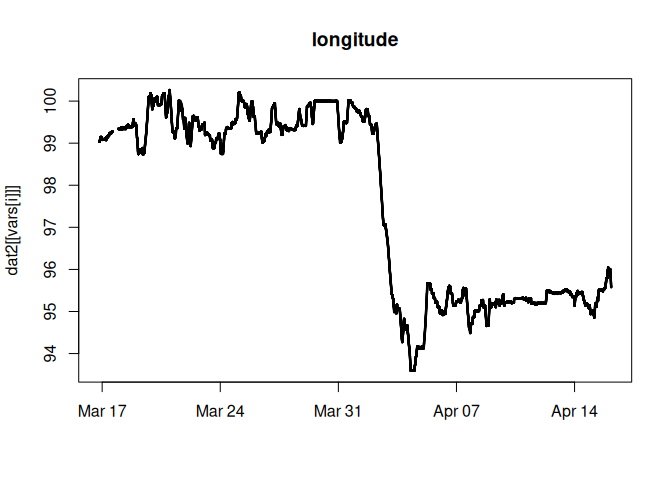 longitude
dat2[[vars[i]]]
100
99
98
97
96
95
94
Mar 17
Mar 24
Mar 31
Apr 07
Apr 14